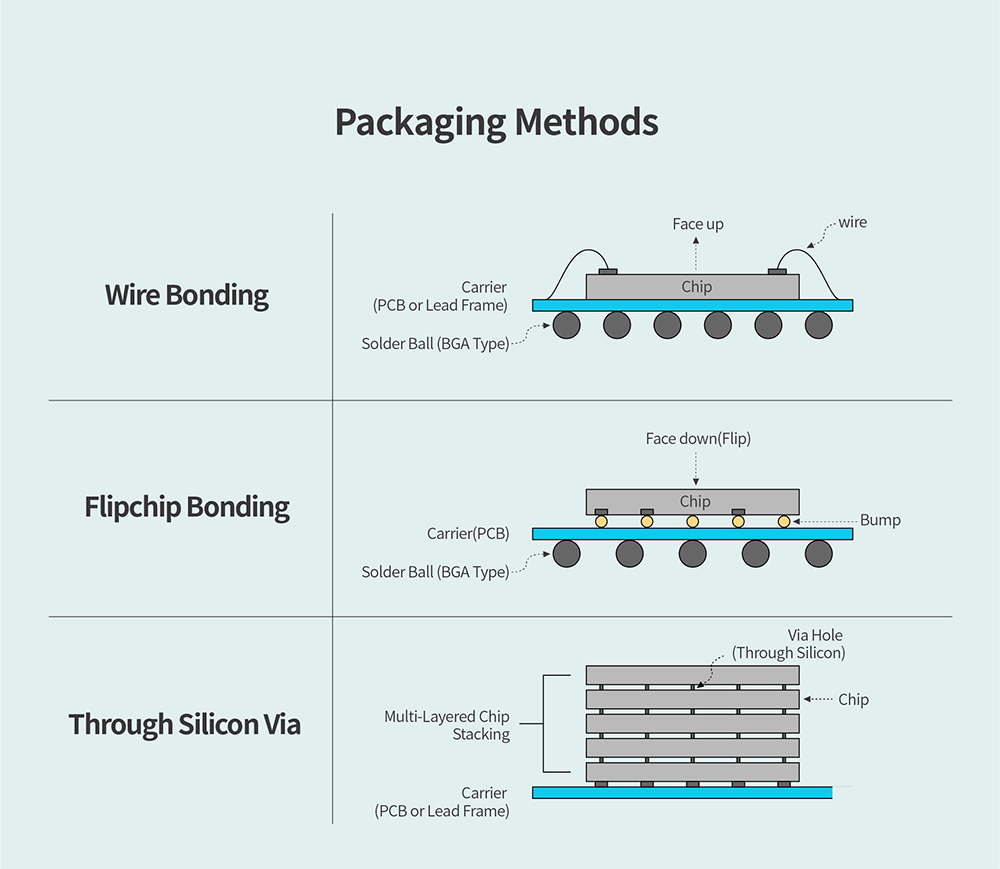 Packaging Methods
Wire Bonding
Face up
wire
Chip
Carrier
(PCB or Lead Frame)
Solder Ball (BGA Type)
Flipchip Bonding
Face down(Flip)
Chip
Bump
Carrier(PCB)
Solder Ball (BGA Type)
Through Silicon Via
Via Hole
(Through Silicon)
Chip
Multi-Layered Chip
Stacking
Carrier
(PCB or Lead Frame)